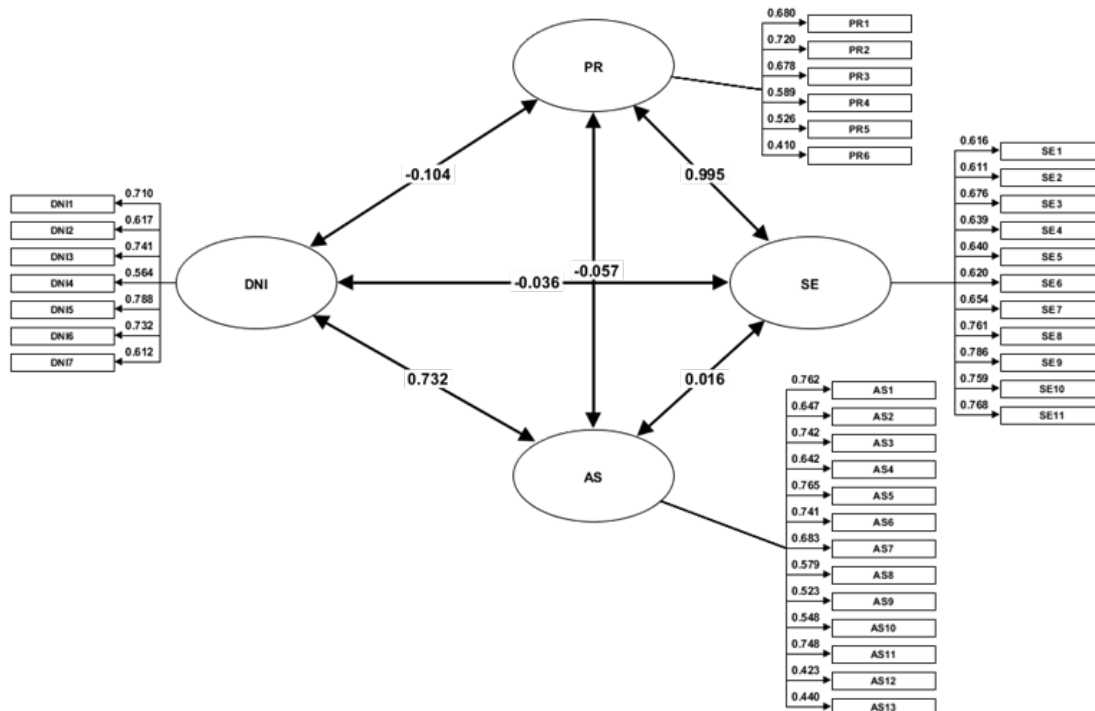 PR
0.680
PR1
0.720
PR2
0.678
PR3
0.589
PR4
0.526
PR5
0.410
PR6
-0.104
0.995
DNI
0.710
DNI1
0.617
DNI2
0.741
DNI3
0.564
DNI4
0.788
DNI5
0.732
DNI6
0.612
DNI7
-0.036
-0.057
SE
0.616
SE1
0.611
SE2
0.676
SE3
0.639
SE4
0.640
SE5
0.620
SE6
0.654
SE7
0.761
SE8
0.786
SE9
0.759
SE10
0.768
SE11
0.732
0.016
AS
0.762
AS1
0.647
AS2
0.742
AS3
0.642
AS4
0.765
AS5
0.741
AS6
0.683
AS7
0.579
AS8
0.523
AS9
0.548
AS10
0.748
AS11
0.423
AS12
0.440
AS13